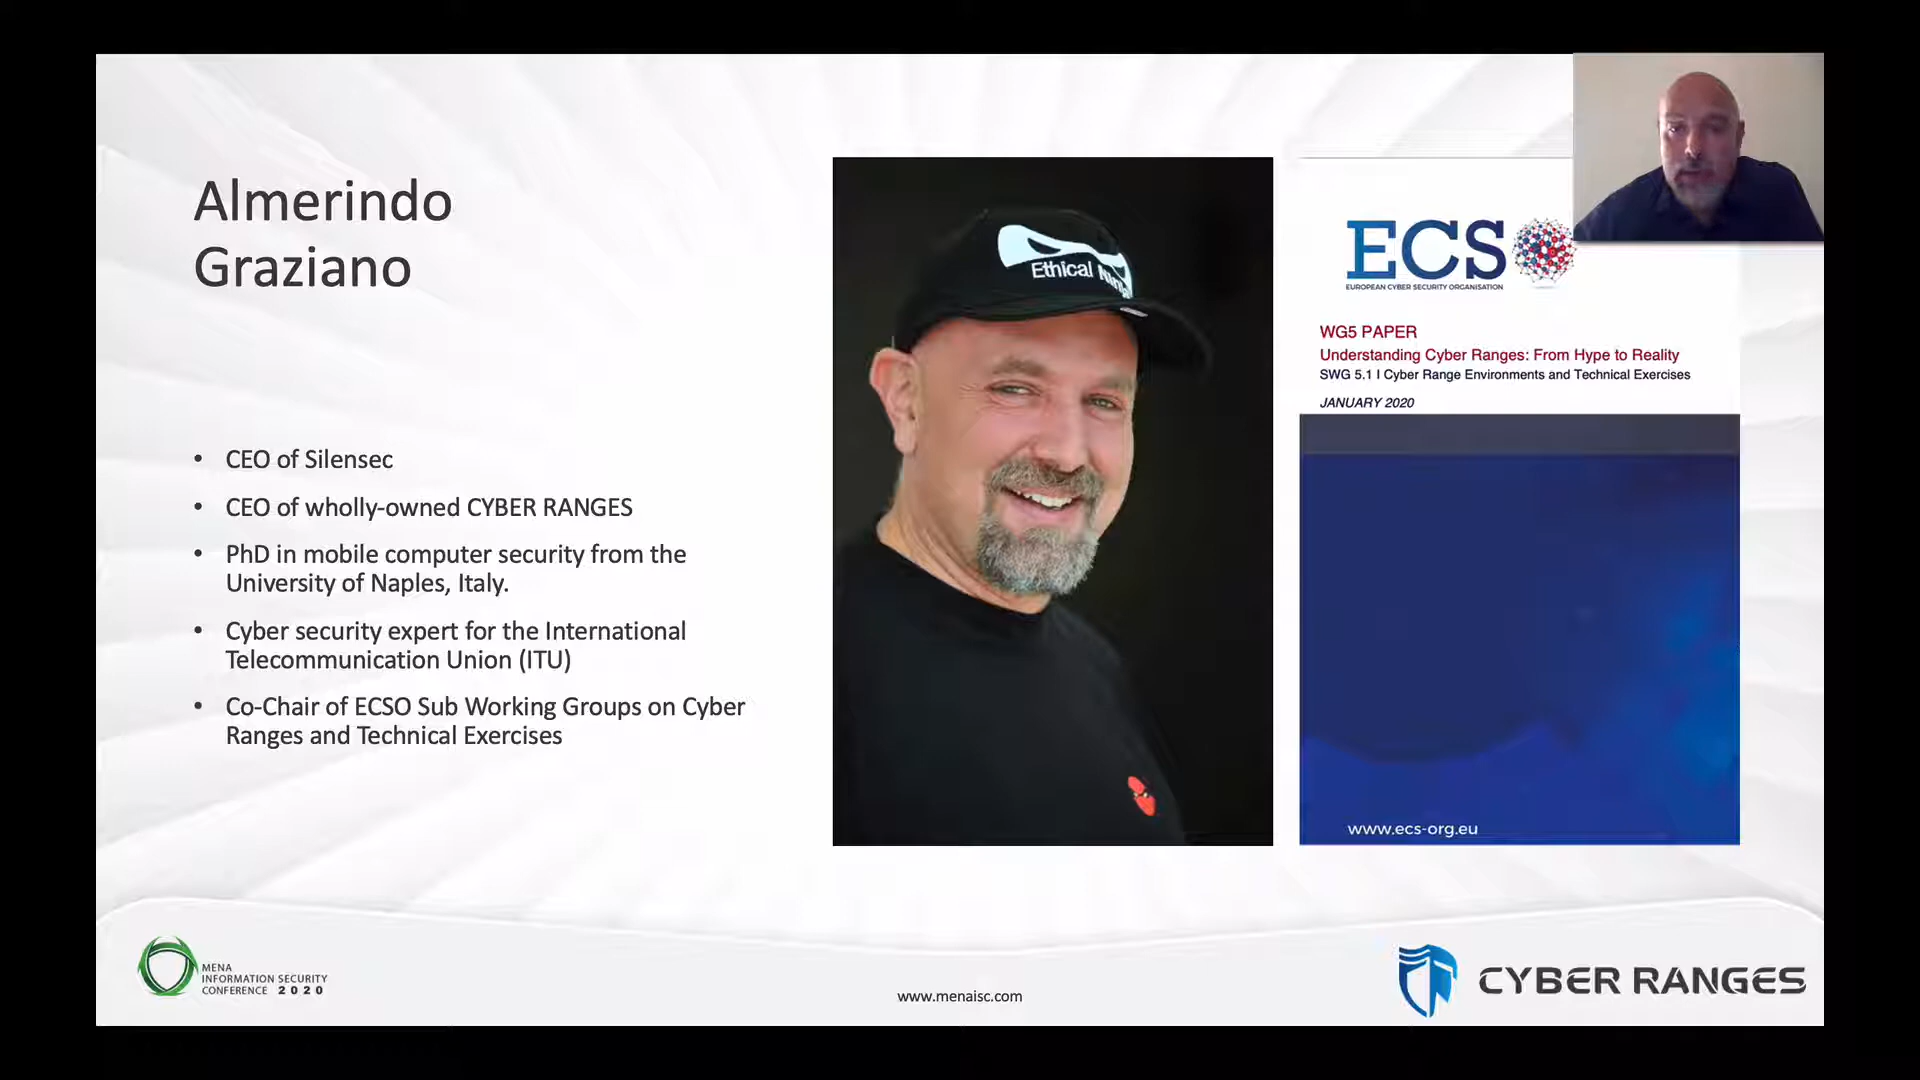 Almerindo
Graziano
• CEO of Silensec
• CEO of wholly-owned CYBER RANGES
• PhD in mobile computer security from the
University of Naples, Italy.
• Cyber security expert for the International
Telecommunication Union (ITU)
• Co-Chair of ECSO Sub Working Groups on Cyber
Ranges and Technical Exercises
Ethical
ECS
EUROPEAN CYBER SECURITY ORGANISATION
WG5 PAPER
Understanding Cyber Ranges: From Hype to Reality
SWG 5.1 I Cyber Range Environments and Technical Exercises
JANUARY 2020
www.ecs-org.eu
MENA
INFORMATION SECURITY
CONFERENCE 2020
www.menaisc.com
CYBER RANGES